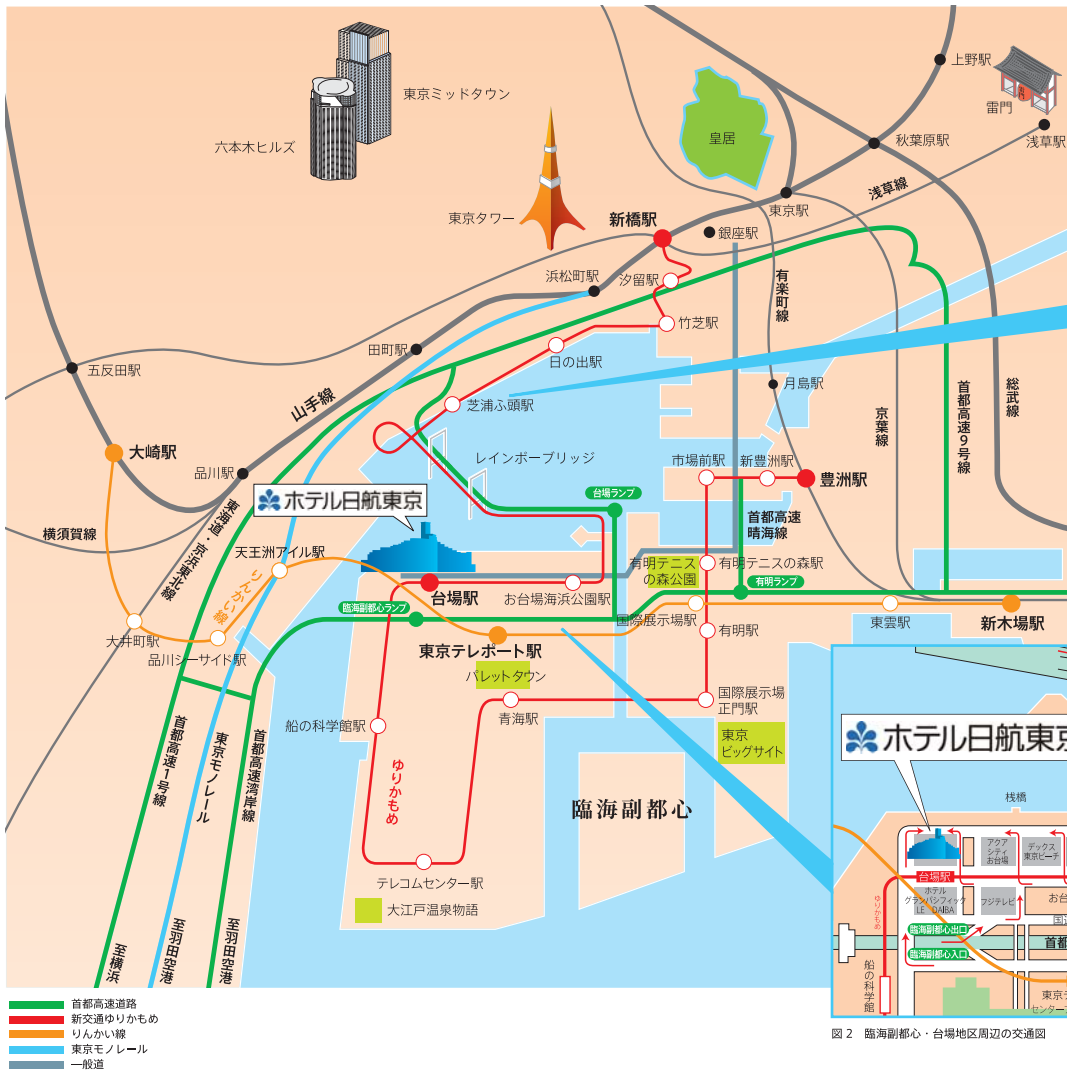 上野駅
東京ミッドタウン
雷門
六本木ヒルズ
皇居
秋葉原駅
浅草駅
浅草線
東京タワー
新橋駅
東京駅
銀座駅
浜松町駅
汐留駅
有楽町線
竹芝駅
田町駅
日の出駅
五反田駅
月島駅
山手線
芝浦ふ頭駅
京葉線
首都高速9号線
総武線
大崎駅
レインボーブリッジ
市場前駅
新豊洲駅
豊洲駅
品川駅
ホテル日航東京
台場ランプ
横須賀線
東海道・京浜東北線
首都高速
晴海線
天王洲アイル駅
りんかい線
有明テニス
の森公園
有明テニスの森駅
有明ランプ
台場駅
お台場海浜公園駅
臨海副都心ランプ
国際展示場駅
東雲駅
新木場駅
大井町駅
品川シーサイド駅
東京テレポート駅
有明駅
パレットタウン
国際展示場
正門駅
青海駅
船の科学館駅
東京
ビッグサイト
首都高速1号線
東京モノレール
首都高速湾岸線
ゆりかもめ
臨海副都心
テレコムセンター駅
大江戸温泉物語
至横浜
至羽田空港
至羽田空港
ホテル日航東京
桟橋
アクア
シティ
お台場
デックス
東京ビーチ
台場駅
ホテル
グランパシフィック
LE DAIBA
フジテレビ
お台
ゆりかもめ
臨海副都心出口
臨海副都心入口
国道
首都
船の科学館
東京テ
センター
首都高速道路
新交通ゆりかもめ
りんかい線
東京モノレール
一般道
図2 臨海副都心・台場地区周辺の交通図